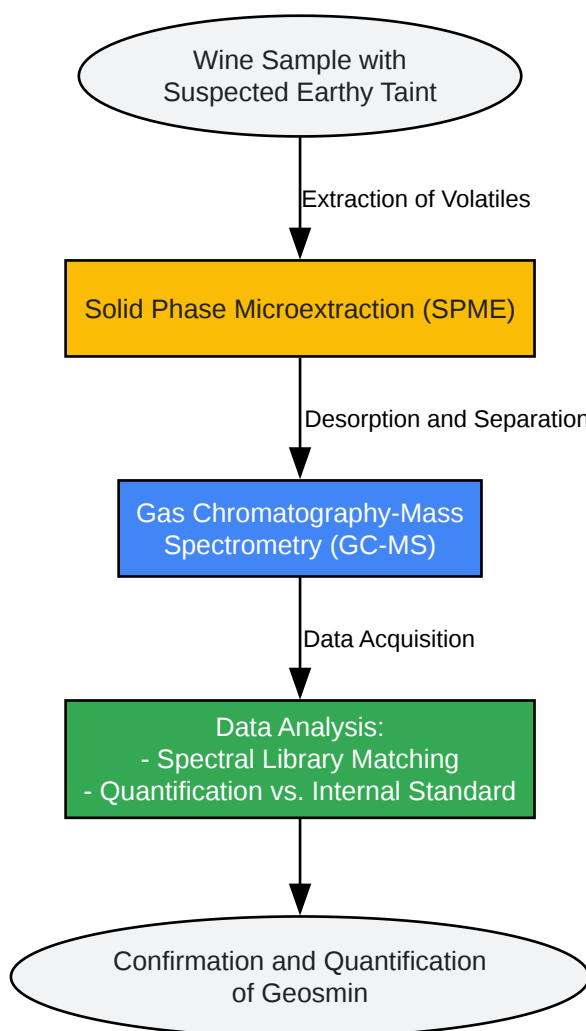 Wine Sample with
Suspected Earthy Taint
Extraction of Volatiles
Solid Phase Microextraction (SPME)
Desorption and Separation
Gas Chromatography-Mass
Spectrometry (GC-MS)
Data Acquisition
Data Analysis:
- Spectral Library Matching
- Quantification vs. Internal Standard
Confirmation and Quantification
of Geosmin